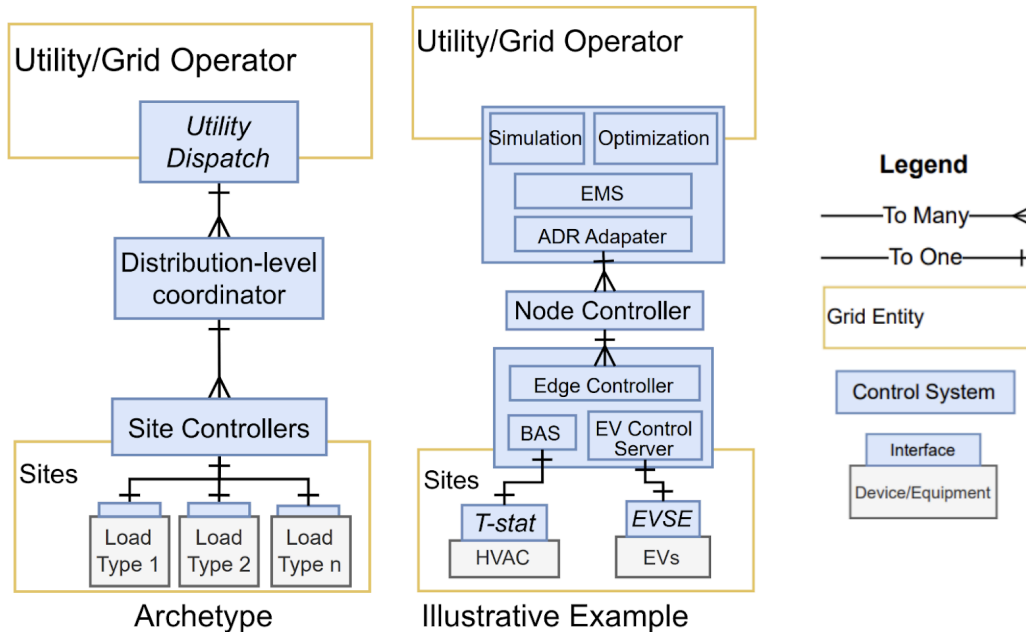 Utility/Grid Operator
Utility
Dispatch
Distribution-level
coordinator
Site Controllers
Sites
Load
Type 1
Load
Type 2
Load
Type n
Archetype
Utility/Grid Operator
Simulation
Optimization
EMS
ADR Adapater
Node Controller
Edge Controller
BAS
EV Control
Server
Sites
T-stat
EVSE
HVAC
EVs
Illustrative Example
Legend
To Many
To One
Grid Entity
Control System
Interface
Device/Equipment